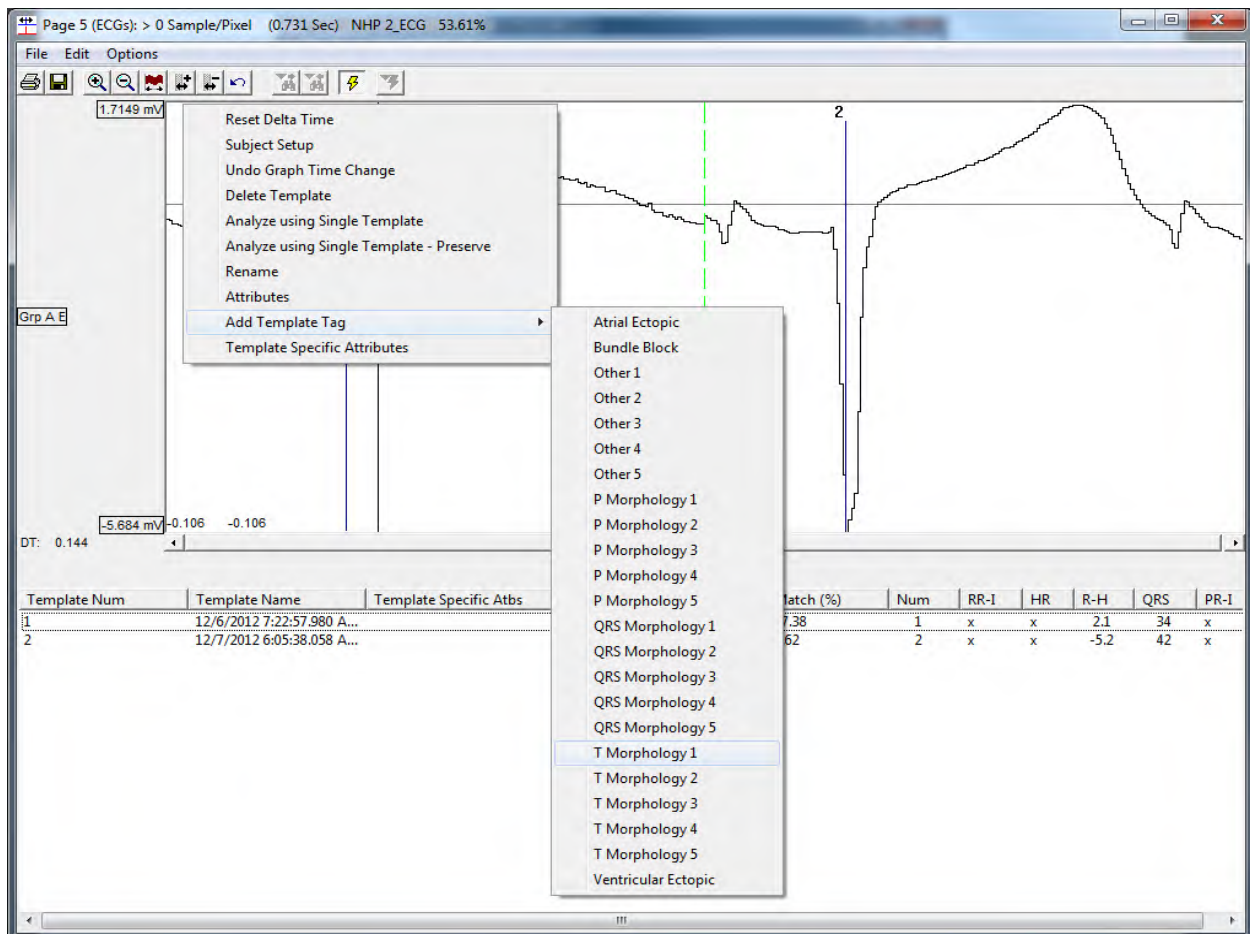 Page 5 (ECGs): > 0 Sample/Pixel (0.731 Sec) NHP 2_ECG 53.61%
File Edit Options
1.7149 mV
2
Reset Delta Time
Subject Setup
Undo Graph Time Change
Delete Template
Analyze using Single Template
Analyze using Single Template - Preserve
Rename
Attributes
Add Template Tag
Template Specific Attributes
Grp A E
Atrial Ectopic
Bundle Block
Other 1
Other 2
Other 3
Other 4
Other 5
P Morphology 1
P Morphology 2
P Morphology 3
P Morphology 4
P Morphology 5
QRS Morphology 1
QRS Morphology 2
QRS Morphology 3
QRS Morphology 4
QRS Morphology 5
T Morphology 1
T Morphology 2
T Morphology 3
T Morphology 4
T Morphology 5
Ventricular Ectopic
-5.684 mV -0.106 -0.106
DT: 0.144
Template Num Template Name Template Specific Atbs (%) Num RR-I HR R-H QRS PR-I
1 12/6/2012 7:22:57.980 A... 7.38 1 x x 2.1 34 x
2 12/7/2012 6:05:38.058 A... 62 2 x x -5.2 42 x